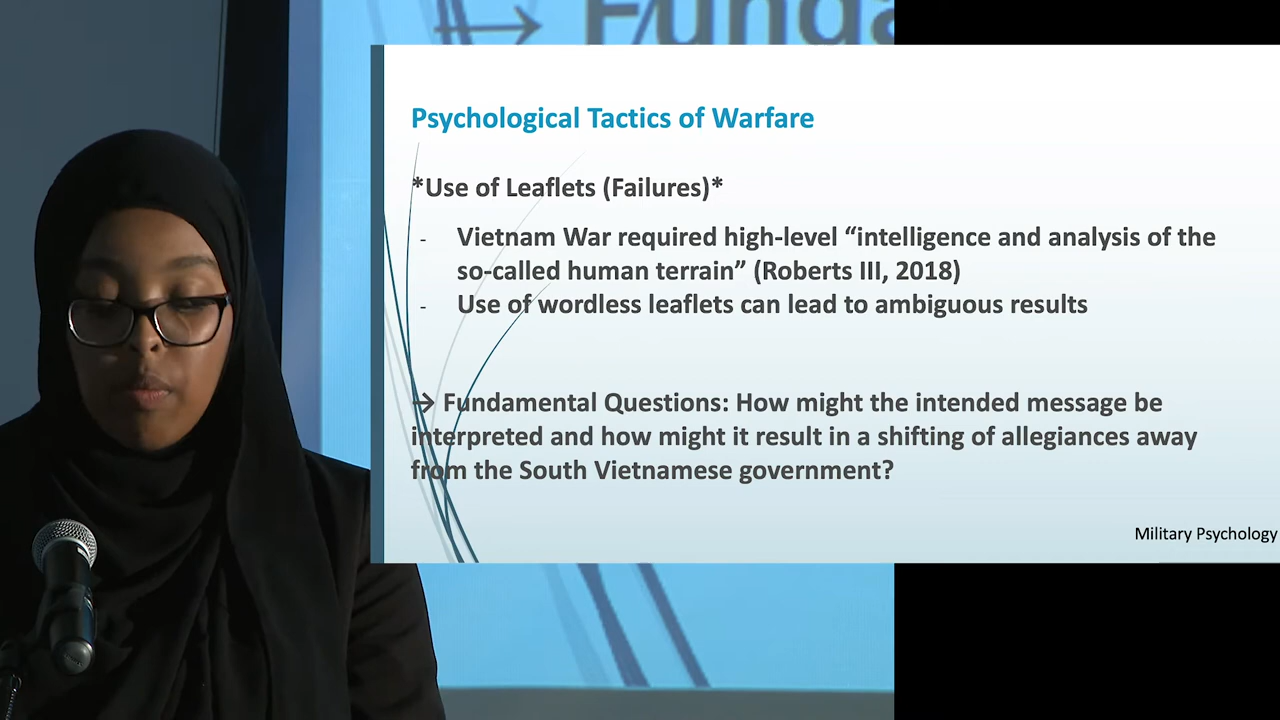 → Funda
Psychological Tactics of Warfare
*Use of Leaflets (Failures)*
- Vietnam War required high-level “intelligence and analysis of the
so-called human terrain” (Roberts III, 2018)
- Use of wordless leaflets can lead to ambiguous results
→ Fundamental Questions: How might the intended message be
interpreted and how might it result in a shifting of allegiances away
from the South Vietnamese government?
Military Psychology